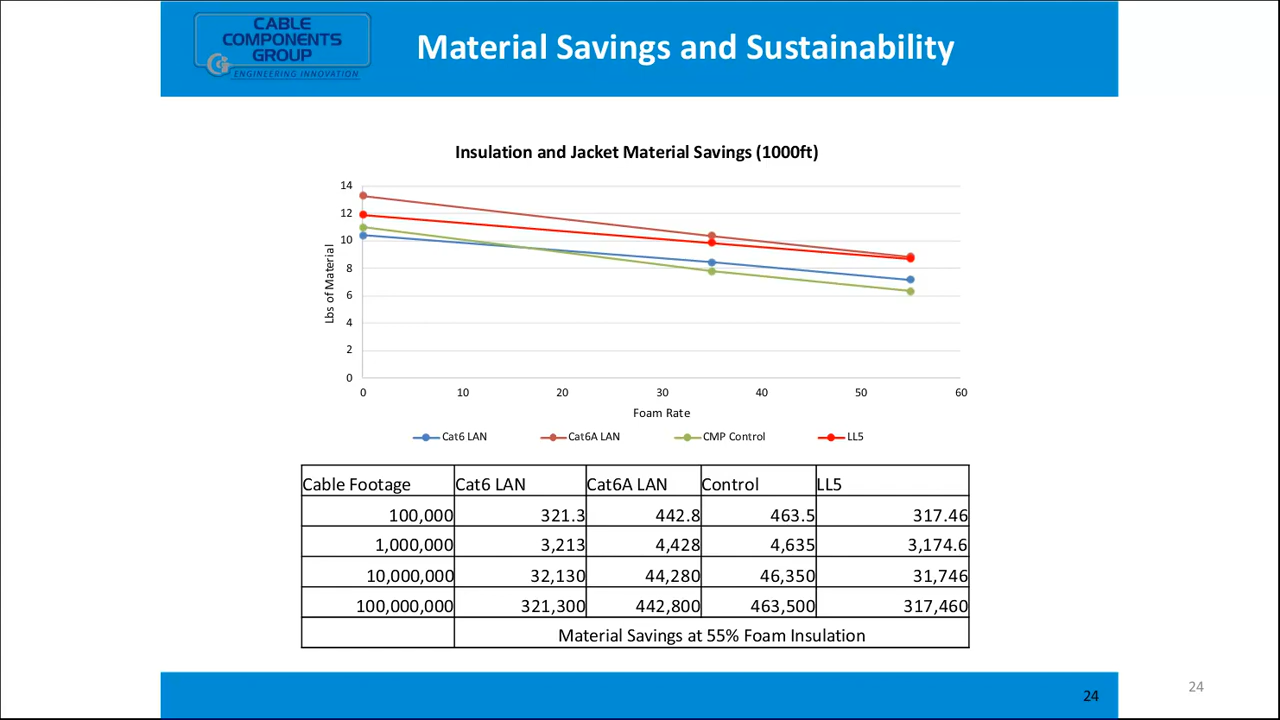 CABLE
COMPONENTS
GROUP
ENGINEERING INNOVATION
Material Savings and Sustainability
Insulation and Jacket Material Savings (1000ft)
14
12
10
8
6
4
2
0
Lbs of Material
0 10 20 30 40 50 60
Foam Rate
Cat6 LAN Cat6A LAN CMP Control LL5
Cable Footage Cat6 LAN Cat6A LAN Control LL5
100,000 321.3 442.8 463.5 317.46
1,000,000 3,213 4,428 4,635 3,174.6
10,000,000 32,130 44,280 46,350 31,746
100,000,000 321,300 442,800 463,500 317,460
Material Savings at 55% Foam Insulation
24
24